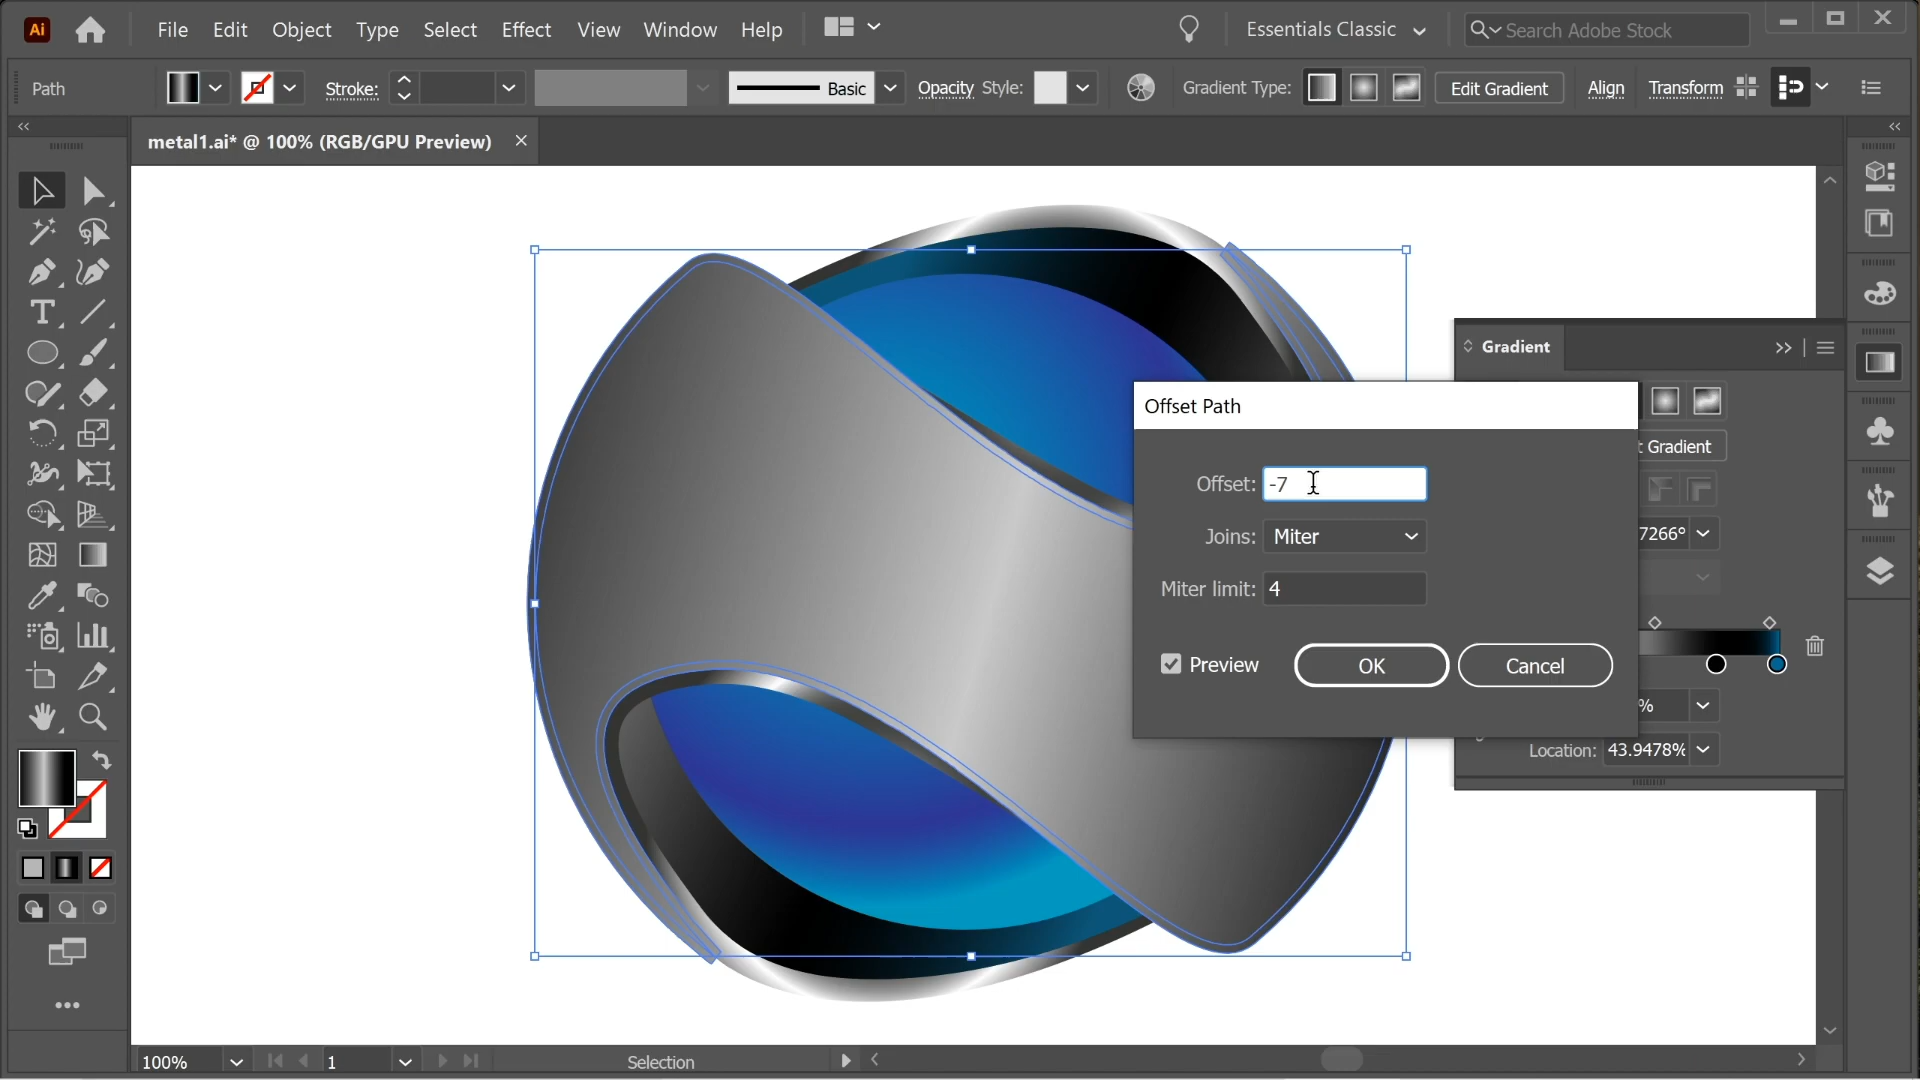 Ai File Edit Object Type Select Effect View Window Help Essentials Classic Search Adobe Stock
Path Stroke: Basic Opacity Style: Gradient Type: Edit Gradient Align Transform
metal1.ai* @ 100% (RGB/GPU Preview)
Gradient
Offset Path
t Gradient
Offset: -7
7266°
Joins: Miter
Miter limit: 4
Preview OK Cancel
%
Location: 43.9478%
100% 1 Selection